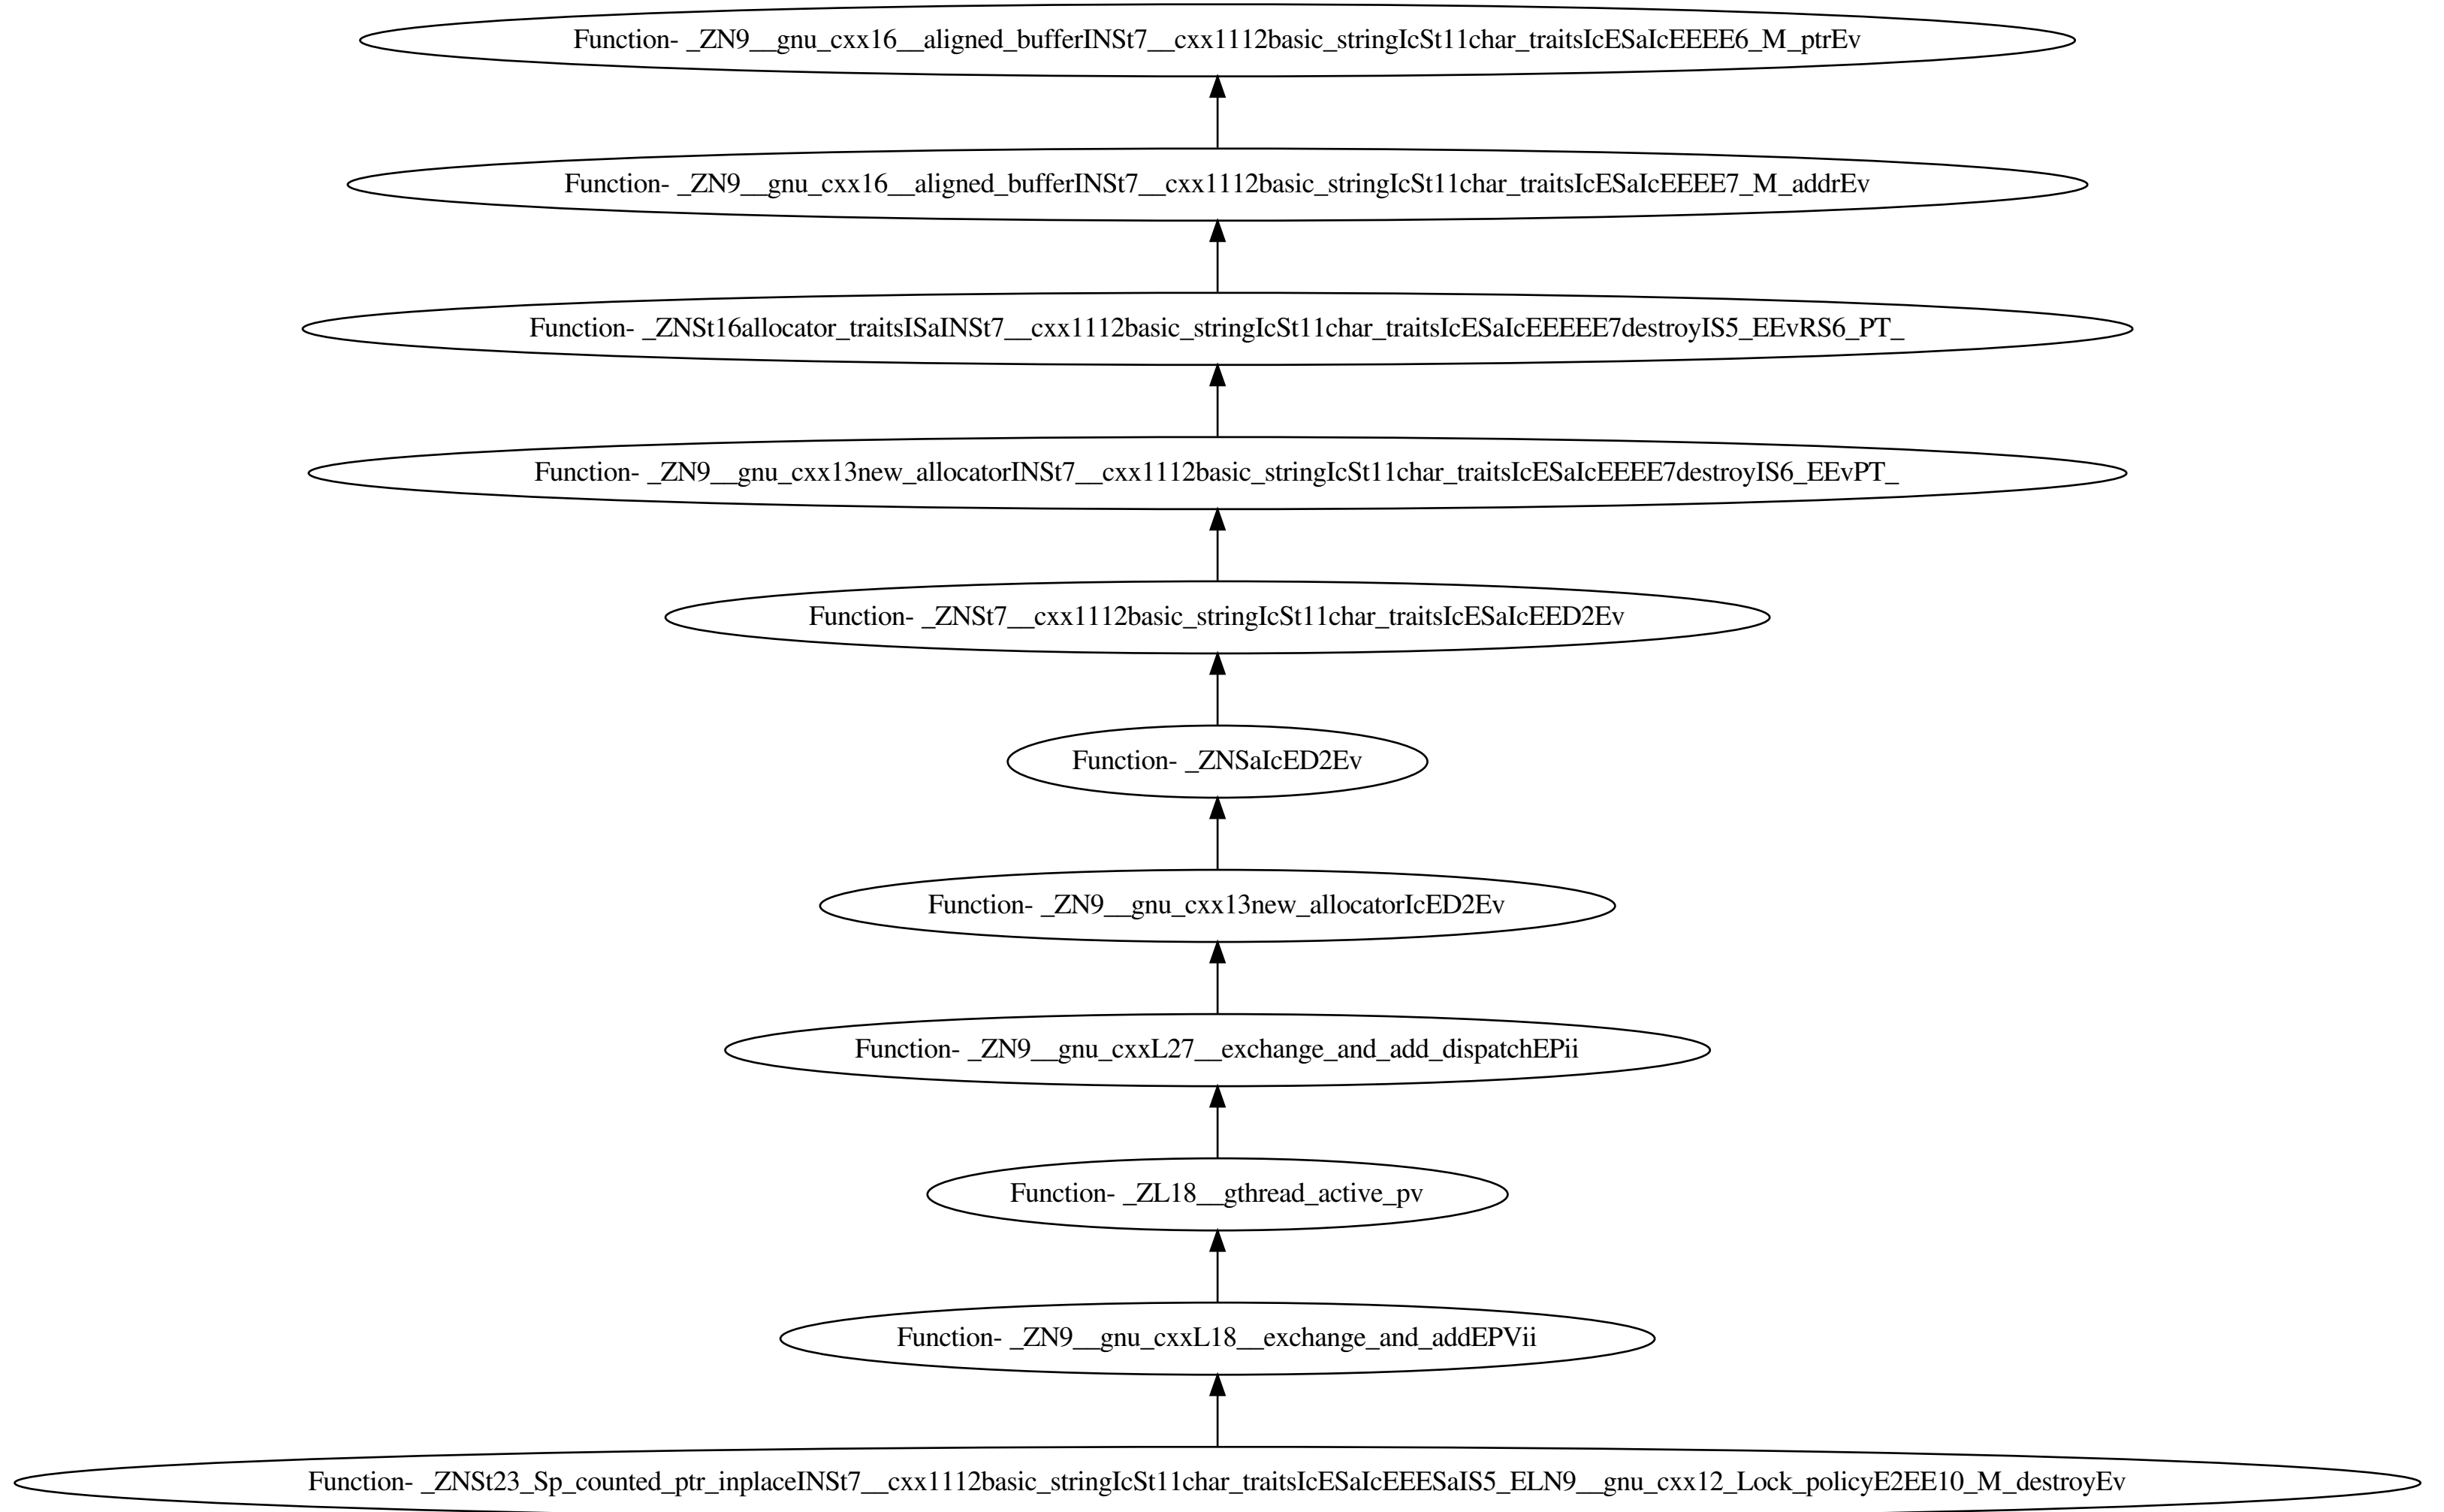 Function- _ZN9__gnu_cxx16__aligned_bufferINSt7__cxx1112basic_stringIcSt11char_traitsIcESaIcEEEE6_M_ptrEv
Function- _ZN9__gnu_cxx16__aligned_bufferINSt7__cxx1112basic_stringIcSt11char_traitsIcESaIcEEEE7_M_addrEv
Function- _ZNSt16allocator_traitsISaINSt7__cxx1112basic_stringIcSt11char_traitsIcESaIcEEEEE7destroyIS5_EEvRS6_PT_
Function- _ZN9__gnu_cxx13new_allocatorINSt7__cxx1112basic_stringIcSt11char_traitsIcESaIcEEEE7destroyIS6_EEvPT_
Function- _ZNSt7__cxx1112basic_stringIcSt11char_traitsIcESaIcEED2Ev
Function- _ZNSaIcED2Ev
Function- _ZN9__gnu_cxx13new_allocatorIcED2Ev
Function- _ZN9__gnu_cxxL27__exchange_and_add_dispatchEPii
Function- _ZL18__gthread_active_pv
Function- _ZN9__gnu_cxxL18__exchange_and_addEPVii
Function- _ZNSt23_Sp_counted_ptr_inplaceINSt7__cxx1112basic_stringIcSt11char_traitsIcESaIcEEESaIS5_ELN9__gnu_cxx12_Lock_policyE2EE10_M_destroyEv